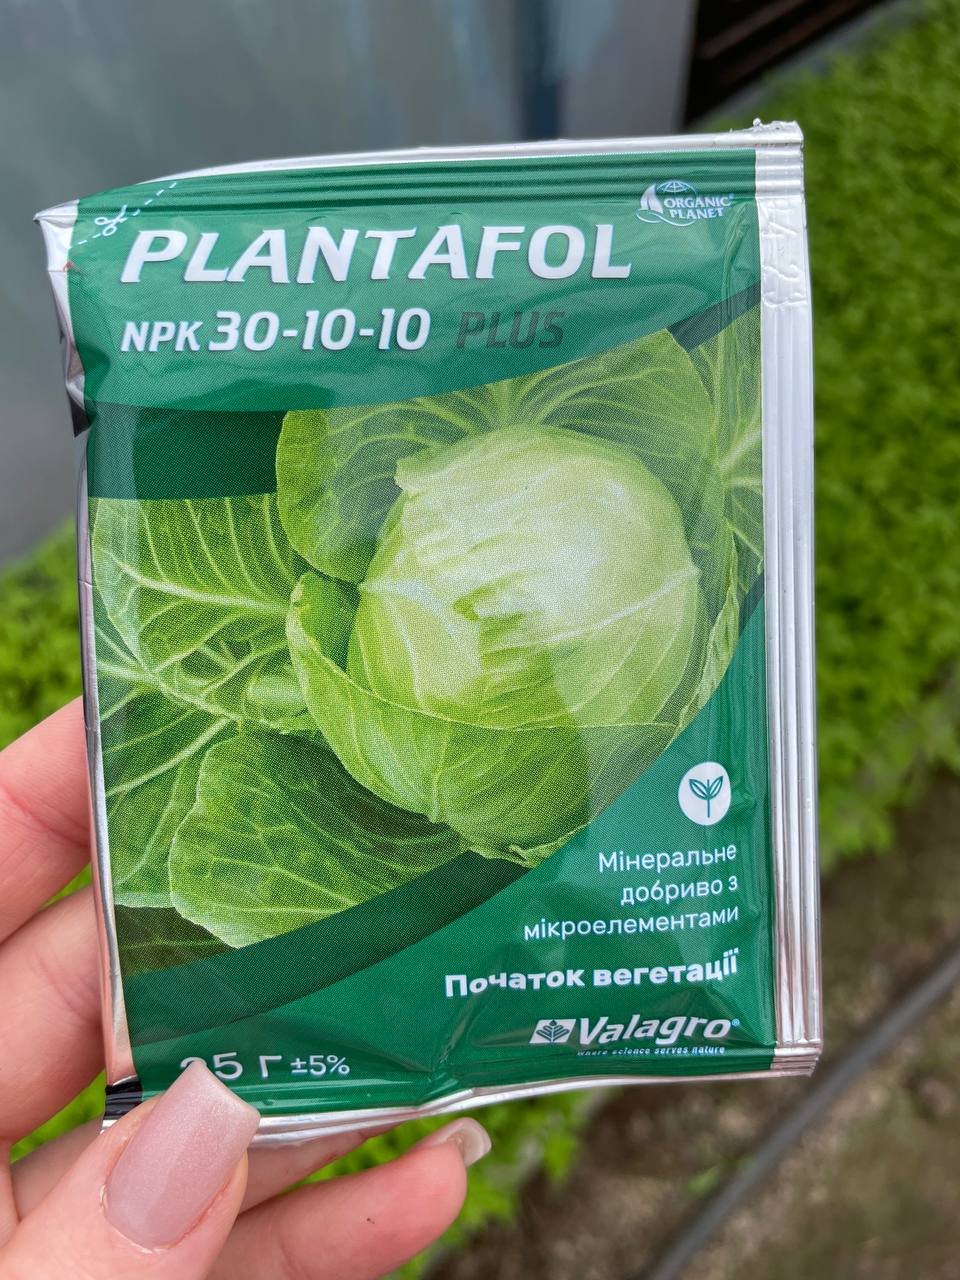 ORGANIC
PLANET
PLANTAFOL
NPK 30-10-10 PLUS
Мінеральне
добриво з
мікроелементами
Початок вегетації
Valagro®
where science serves nature
Г ±5%